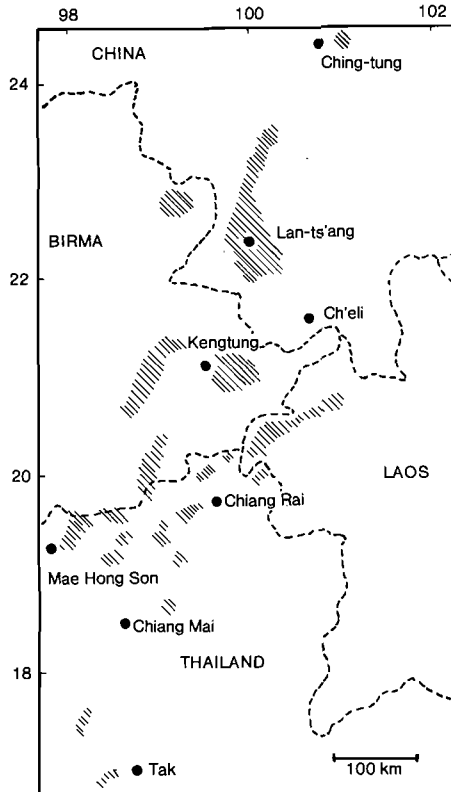 98 100 102
24
22
20
18
CHINA
Ching-tung
BIRMA
Lan-ts'ang
Ch'eli
Kengtung
LAOS
Chiang Rai
Mae Hong Son
Chiang Mai
THAILAND
Tak
100 km